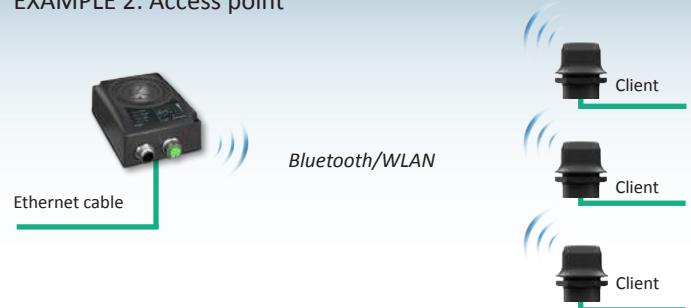 EXAMPLE 2: Access point
Client
Bluetooth/WLAN
Client
Ethernet cable
Client